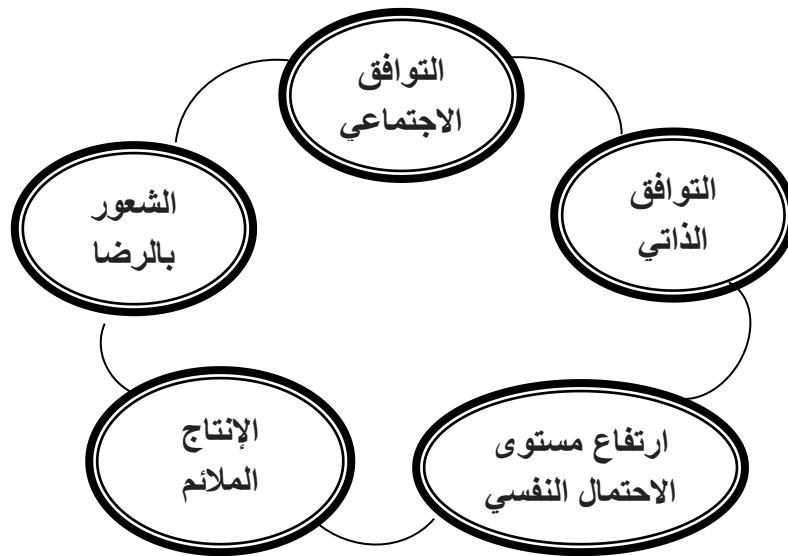 التوافق
الاجتماعي
التوافق
الذاتي
الشعور
بالرضا
ارتفاع مستوى
الاحتمال النفسي
الإنتاج
الملائم